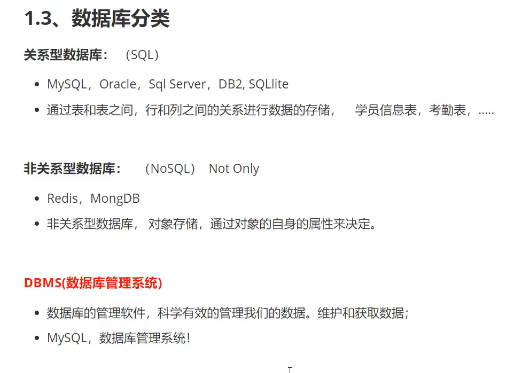 1.3、数据库分类
关系型数据库： （SQL）
MySQL，Oracle，Sql Server，DB2, SQLlite
通过表和表之间，行和列之间的关系进行数据的存储， 学员信息表，考勤表，.....
非关系型数据库： （NoSQL） Not Only
Redis，MongDB
非关系型数据库， 对象存储，通过对象的自身的属性来决定。
DBMS(数据库管理系统)
数据库的管理软件，科学有效的管理我们的数据。维护和获取数据；
MySQL，数据库管理系统！